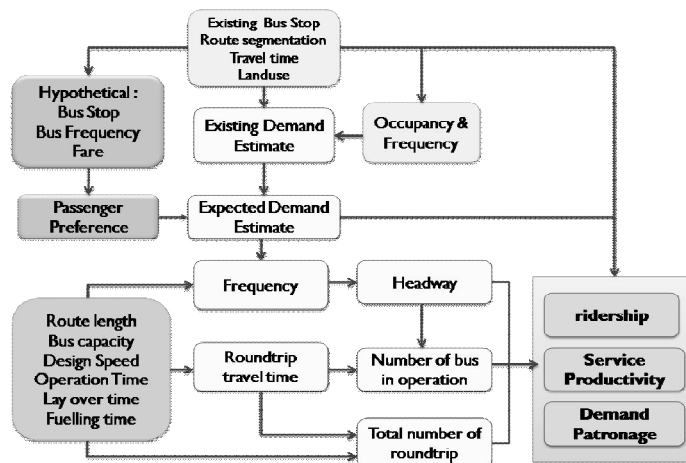 Existing Bus Stop
Route segmentation
Travel time
Landuse
Hypothetical :
Bus Stop
Bus Frequency
Fare
Existing Demand
Estimate
Occupancy &
Frequency
Passenger
Preference
Expected Demand
Estimate
Frequency
Headway
Route length
Bus capacity
Design Speed
Operation Time
Lay over time
Fuelling time
Roundtrip
travel time
Number of bus
in operation
Total number of
roundtrip
ridership
Service
Productivity
Demand
Patronage